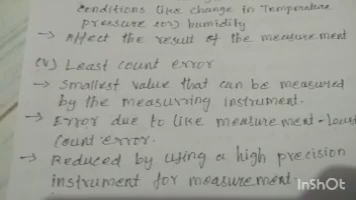 conditions like change in Temperature
pressure (or) humidity
→ Affect the result of the measurement
(v) Least count error
→ Smallest value that can be measured
by the measurring instrument.
→ Error due to like measurement - least
count error.
→ Reduced by using a high precision
instrument for measurement
InShOt